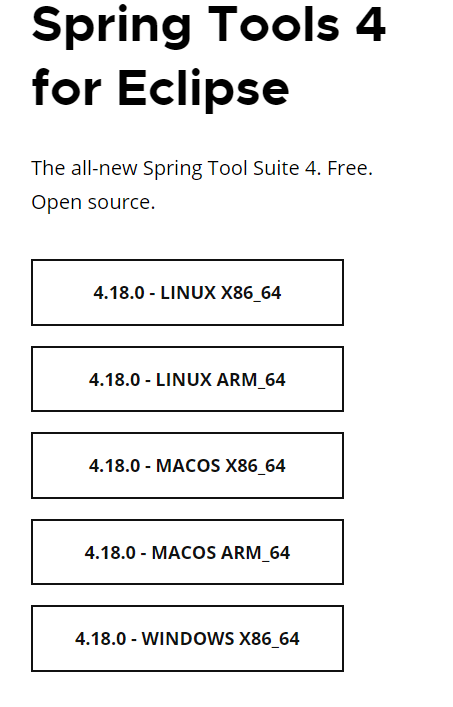 Spring Tools 4
for Eclipse
The all-new Spring Tool Suite 4. Free.
Open source.
4.18.0 - LINUX X86_64
4.18.0 - LINUX ARM_64
4.18.0 - MACOS X86_64
4.18.0 - MACOS ARM_64
4.18.0 - WINDOWS X86_64